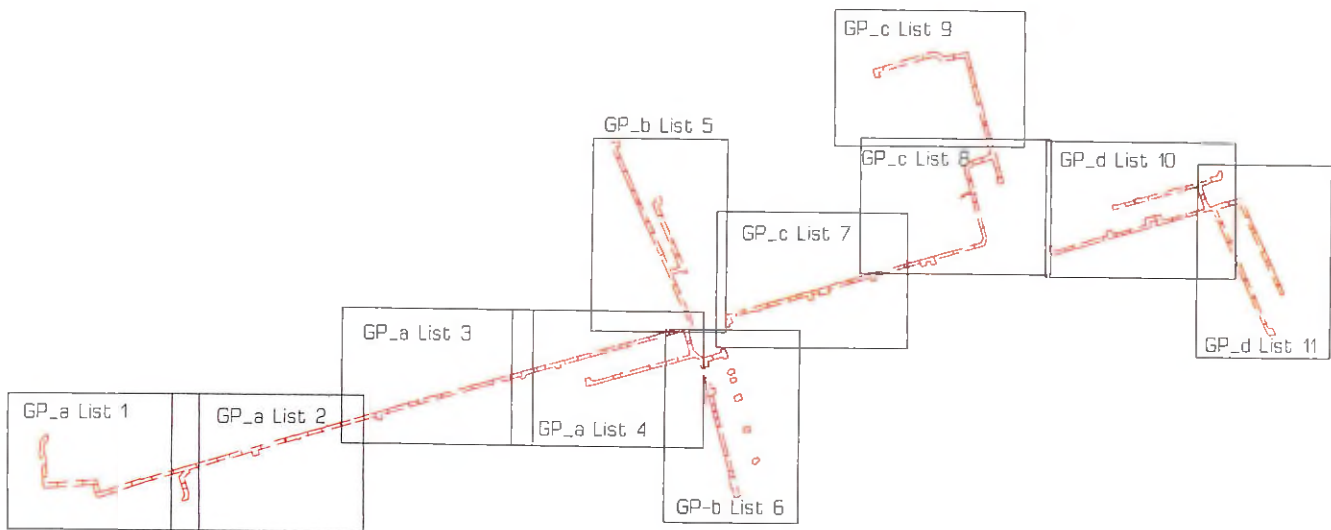 GP_c List 9
GP_b List 5
GP_c List 8
GP_d List 10
GP_c List 7
GP_a List 3
GP_d List 11
GP_a List 1
GP_a List 2
GP_a List 4
GP-b List 6